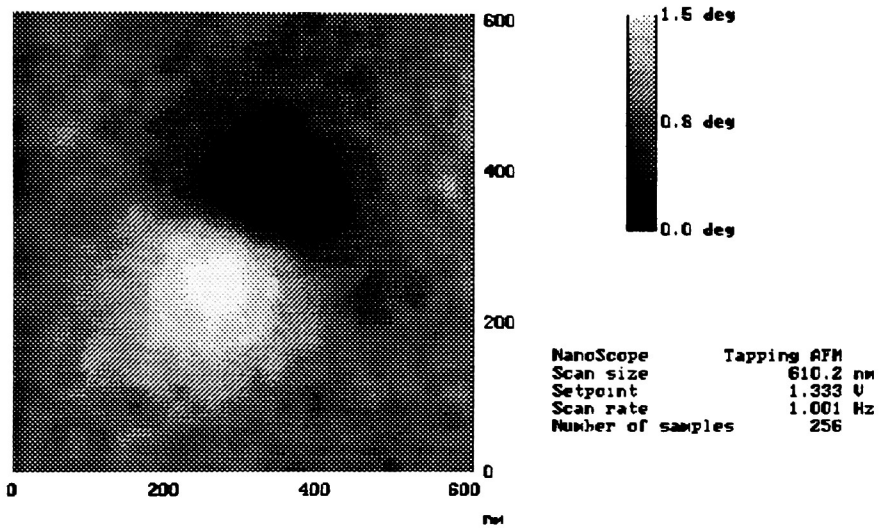 600
400
200
0
0 200 400 600
nm
1.5 deg
0.8 deg
0.0 deg
NanoScope Tapping AFM
Scan size 610.2 nm
Setpoint 1.333 V
Scan rate 1.001 Hz
Number of samples 256